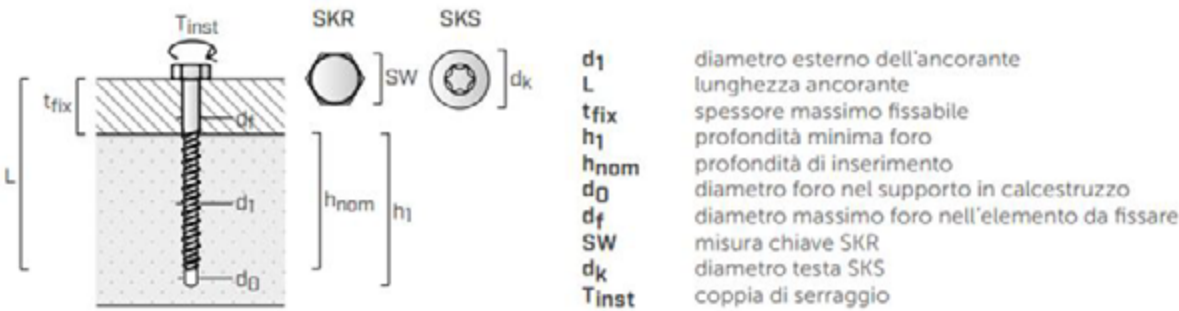 SKR SKS
Tinst
SW
dk
tfix
df
L
d1
hnom
h1
d0
d1 diametro esterno dell'ancorante
L lunghezza ancorante
tfix spessore massimo fissabile
h1 profondità minima foro
hnom profondità di inserimento
d0 diametro foro nel supporto in calcestruzzo
df diametro massimo foro nell'elemento da fissare
SW misura chiave SKR
dk diametro testa SKS
Tinst coppia di serraggio